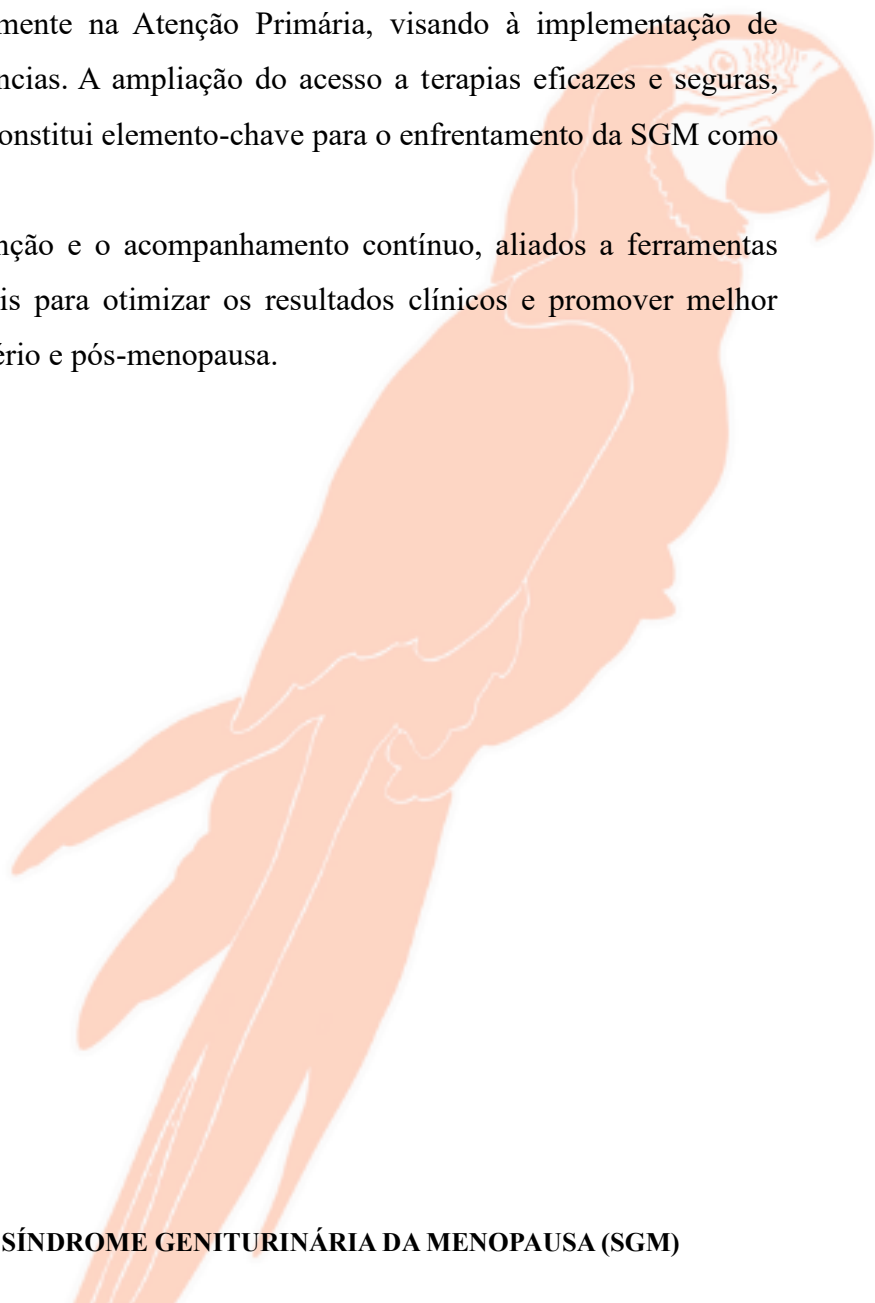 mente na Atenção Primária, visando à implementação de
ncias. A ampliação do acesso a terapias eficazes e seguras,
onstitui elemento-chave para o enfrentamento da SGM como
nção e o acompanhamento contínuo, aliados a ferramentas
is para otimizar os resultados clínicos e promover melhor
ério e pós-menopausa.
SÍNDROME GENITURINÁRIA DA MENOPAUSA (SGM)